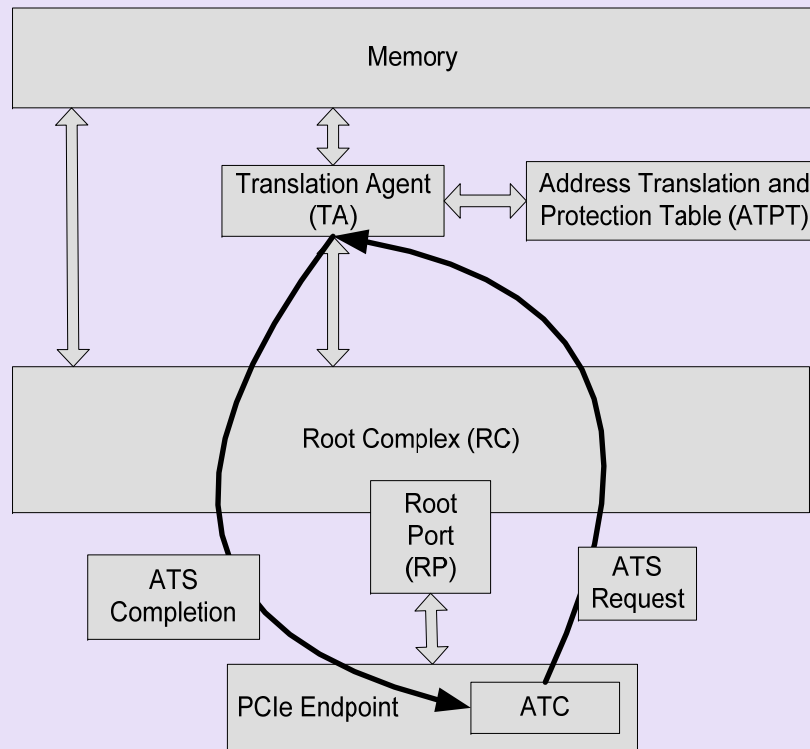 Memory
Translation Agent
(TA)
Address Translation and
Protection Table (ATPT)
Root Complex (RC)
Root
Port
(RP)
ATS
Completion
ATS
Request
PCIe Endpoint
ATC